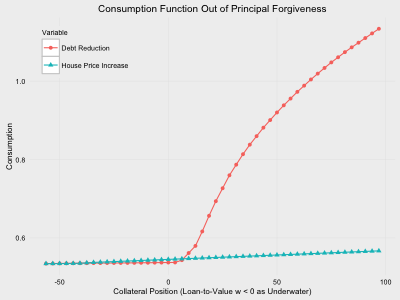 Consumption Function Out of Principal Forgiveness
Variable
Debt Reduction
House Price Increase
Consumption
1.0
0.8
0.6
-50
0
50
100
Collateral Position (Loan-to-Value w < 0 as Underwater)